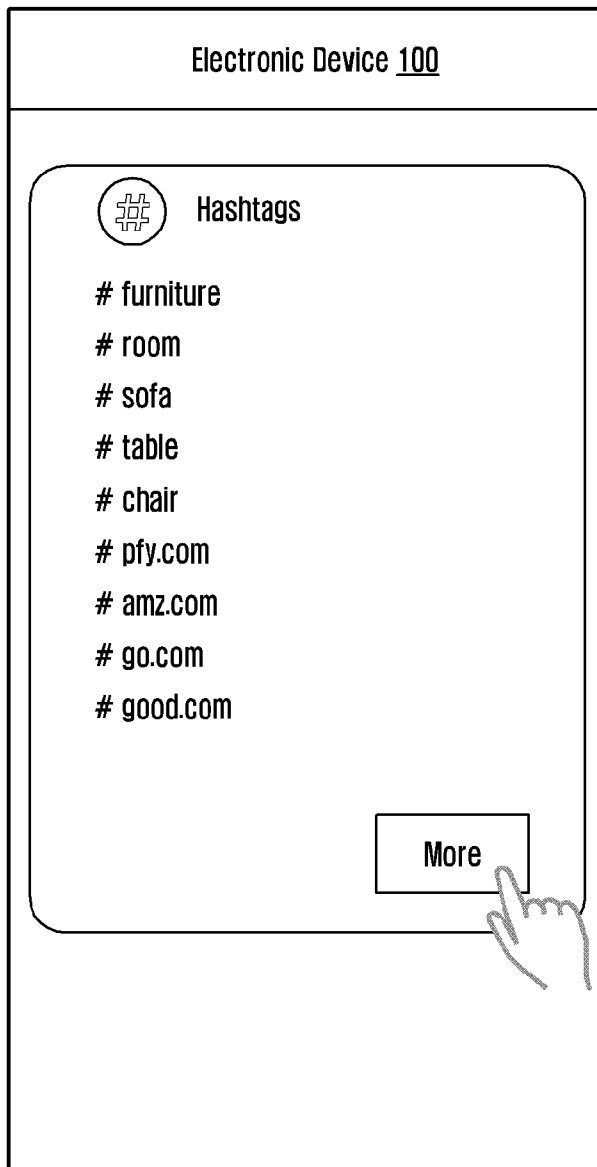 Electronic Device 100
# Hashtags
# furniture
# room
# sofa
# table
# chair
# pfy.com
# amz.com
# go.com
# good.com
More